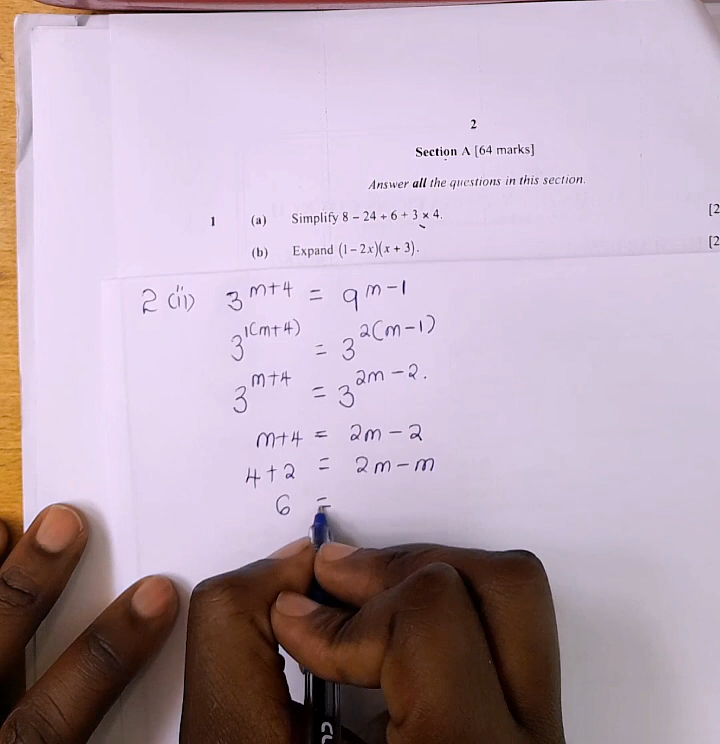 2
Section A [64 marks]
Answer all the questions in this section.
1 (a) Simplify 8 – 24 ÷ 6 + 3 × 4. [2
(b) Expand (1 – 2x)(x + 3). [2
2 (ii) 3^{m+4} = 9^{m-1}
3^{1(m+4)} = 3^{2(m-1)}
3^{m+4} = 3^{2m-2}.
m+4 = 2m-2
4+2 = 2m-m
6 =